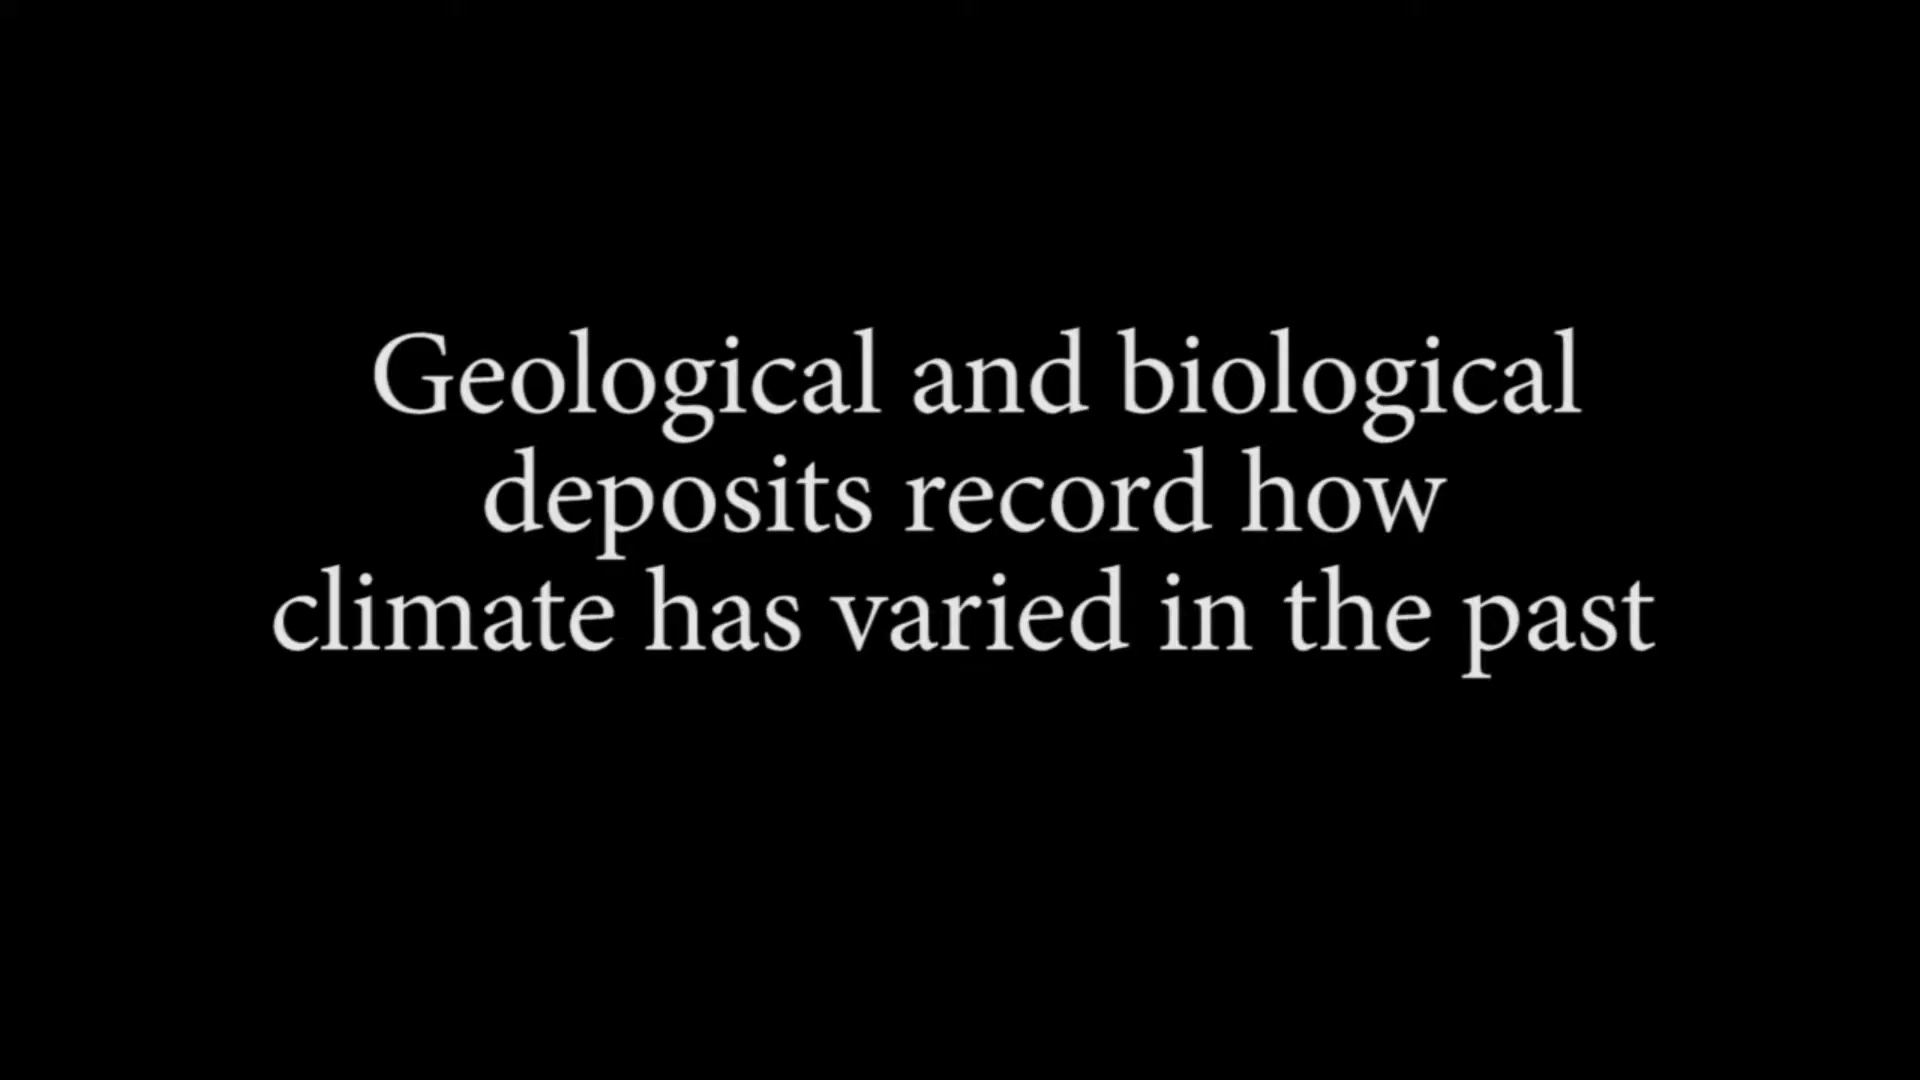 Geological and biological
deposits record how
climate has varied in the past